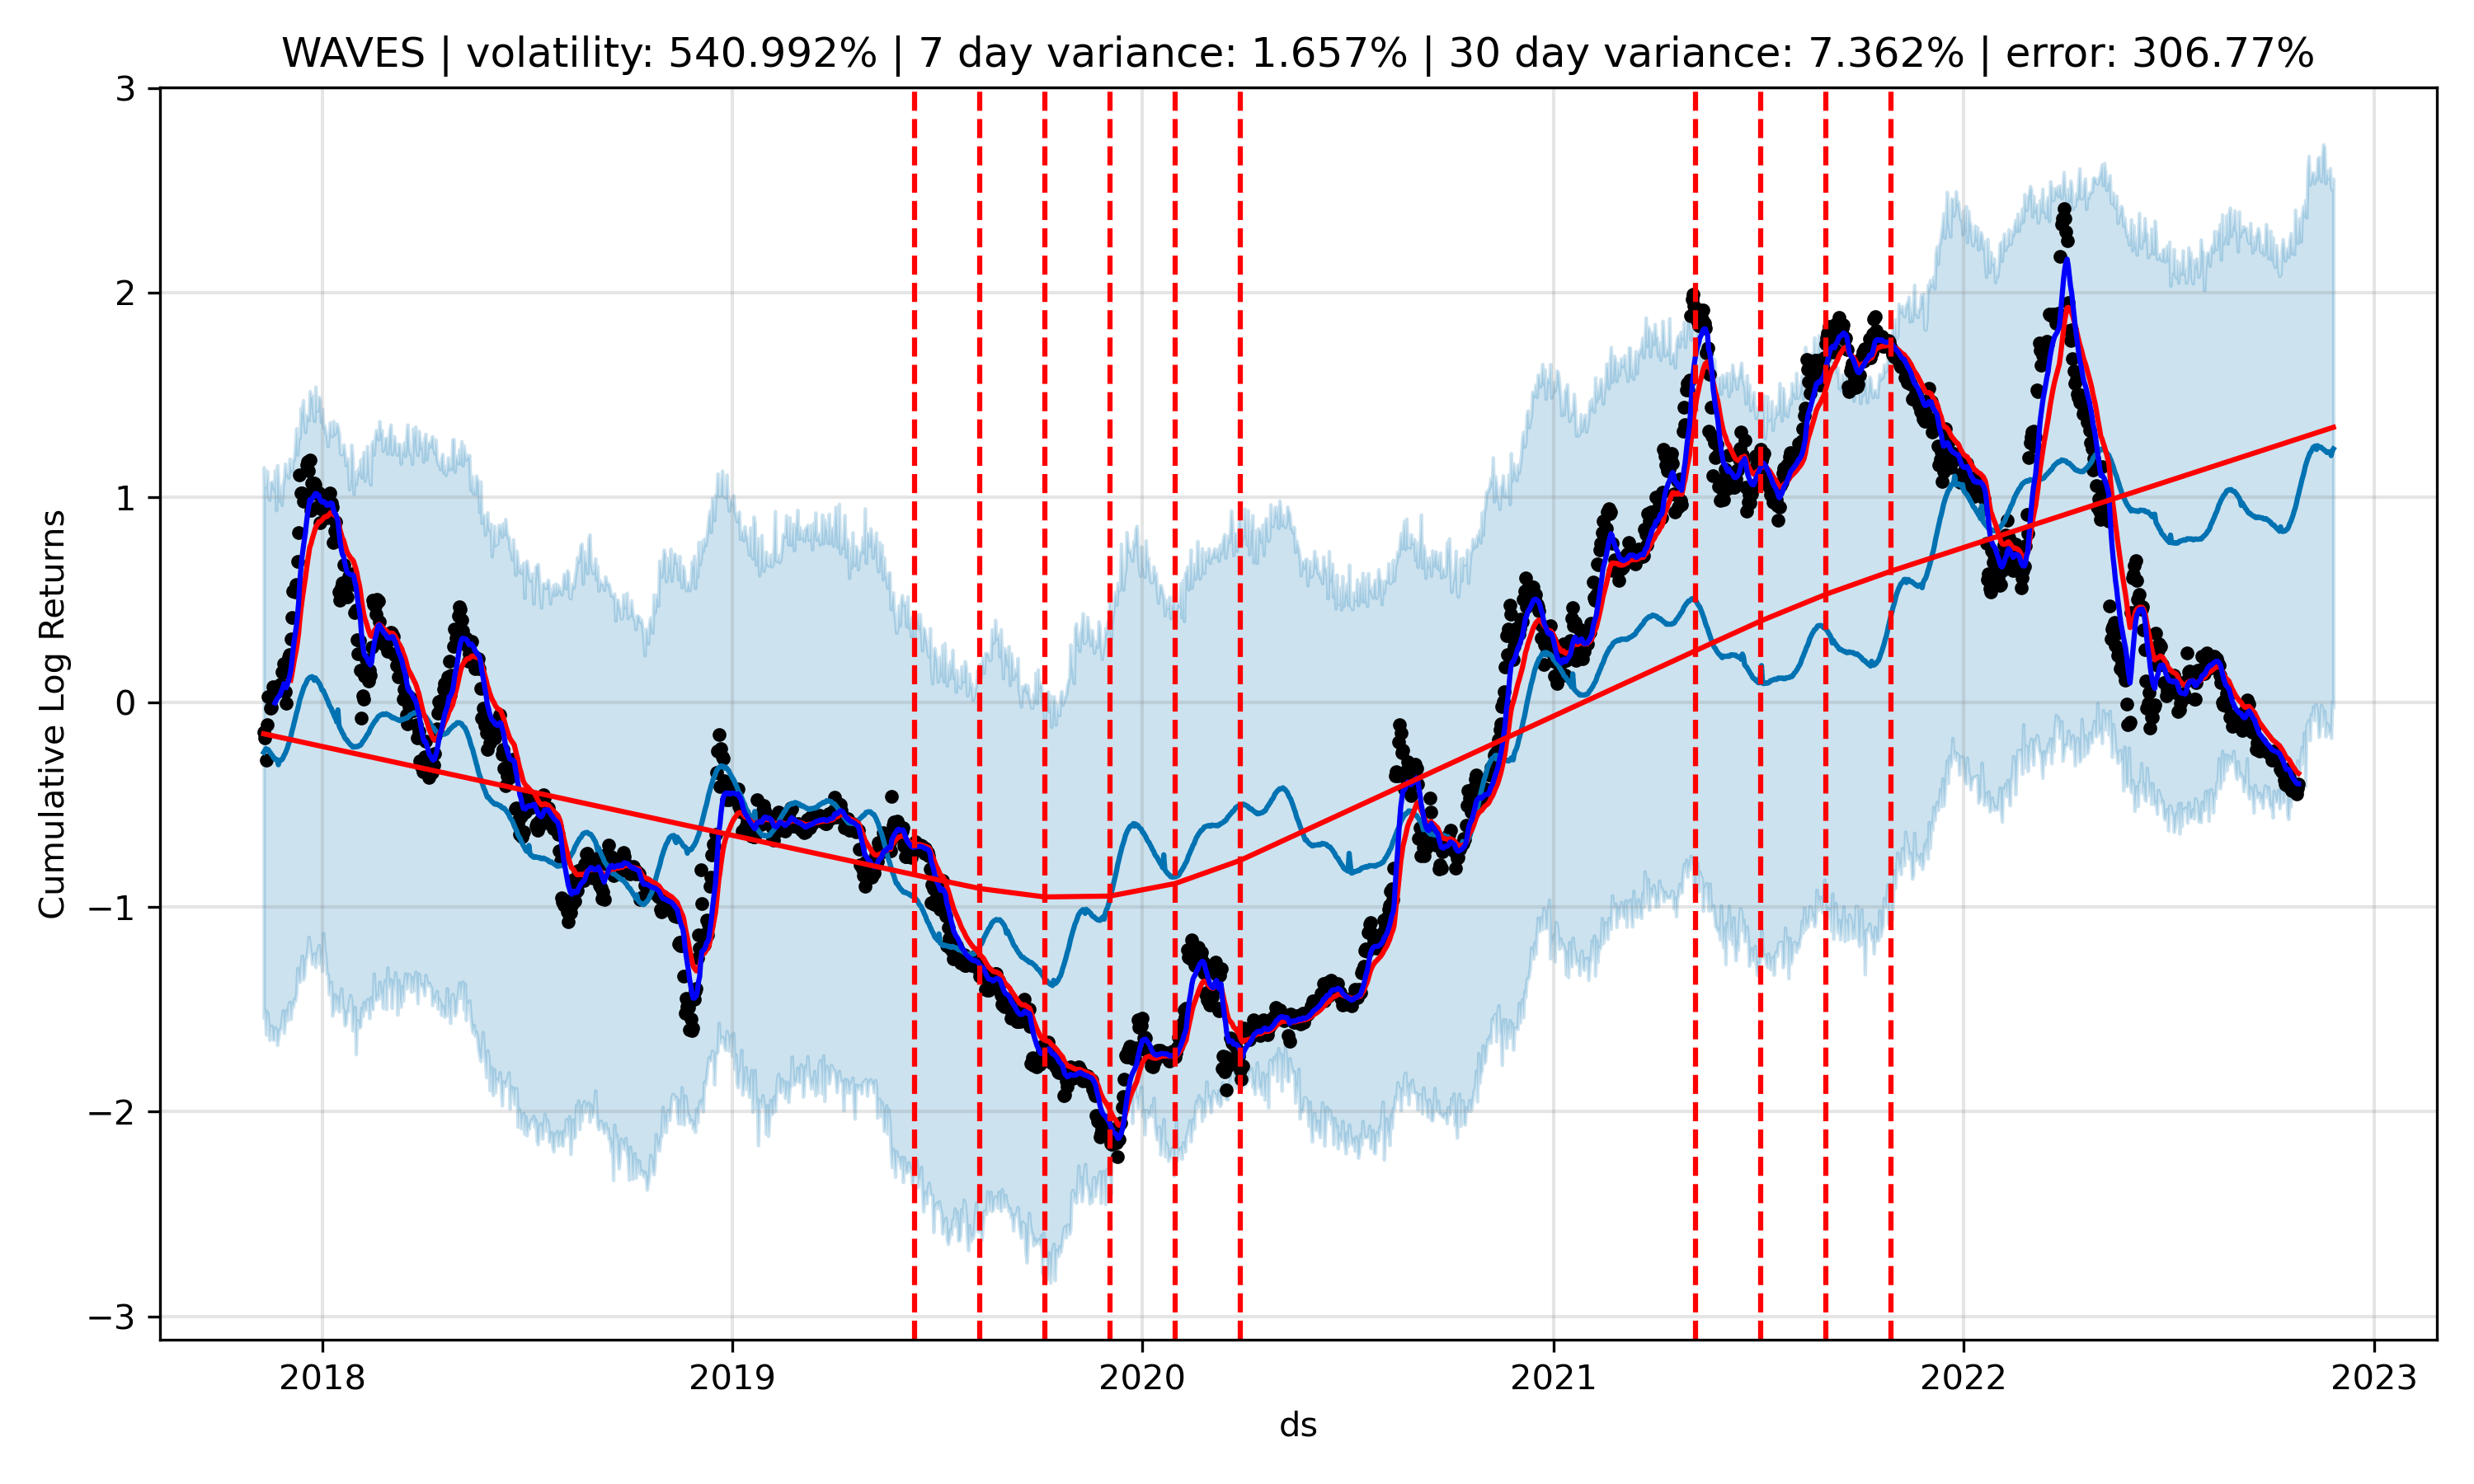 WAVES | volatility: 540.992% | 7 day variance: 1.657% | 30 day variance: 7.362% | error: 306.77%
3
2
1
0
−1
−2
−3
Cumulative Log Returns
2018 2019 2020 2021 2022 2023
ds